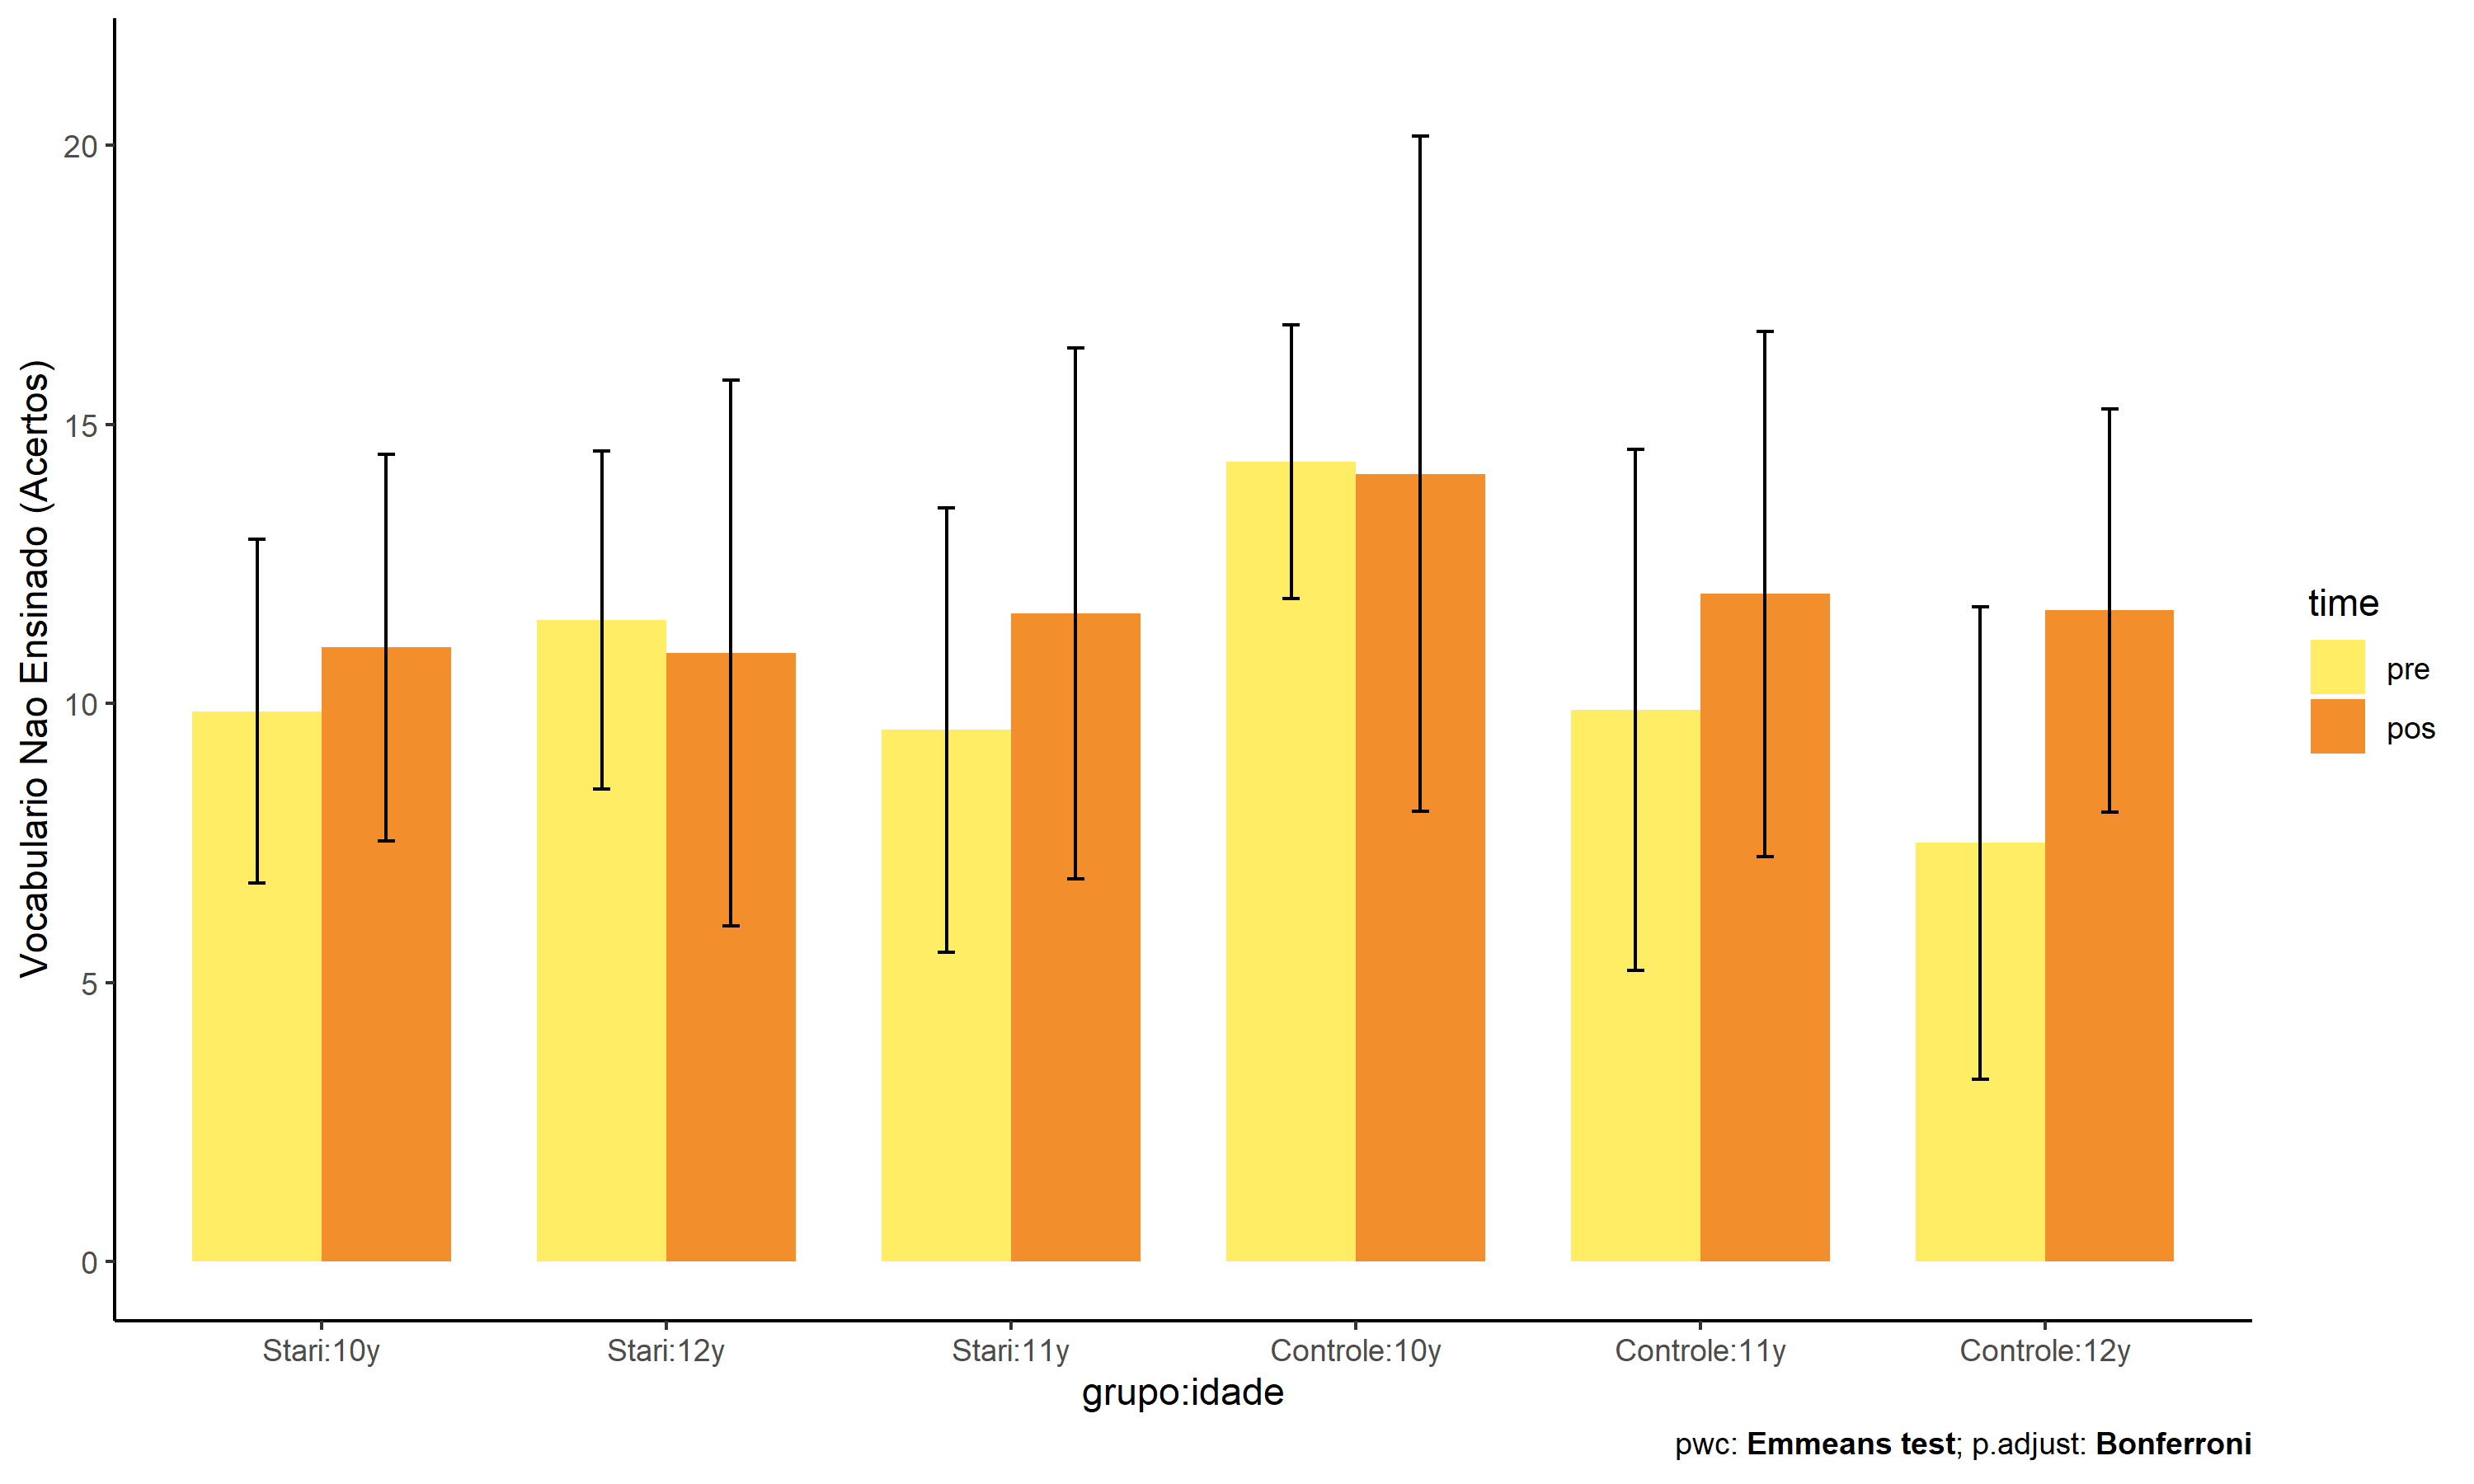 Vocabulario Nao Ensinado (Acertos)
20
15
10
5
0
Stari:10y Stari:12y Stari:11y Controle:10y Controle:11y Controle:12y
grupo:idade
time
pre
pos
pwc: Emmeans test; p.adjust: Bonferroni